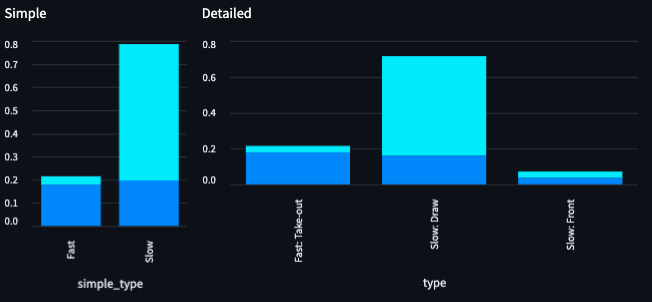 Simple
0.8
0.7
0.6
0.5
0.4
0.3
0.2
0.1
0.0
Fast
Slow
simple_type
Detailed
0.8
0.6
0.4
0.2
0.0
Fast: Take-out
Slow: Draw
Slow: Front
type